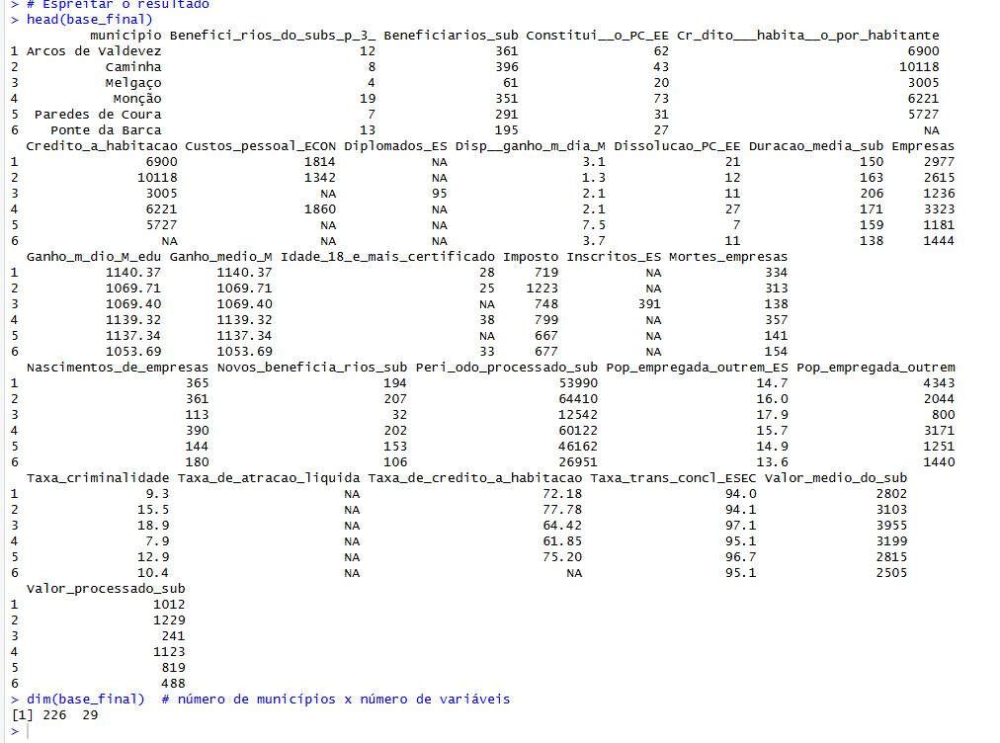 > # Espreitar o resultado
> head(base_final)
municipio Benefici_rios_do_subs_p_3_ Beneficiarios_sub Constitui__o_PC_EE Cr_dito___habita__o_por_habitante
1 Arcos de Valdevez 12 361 62 6900
2 Caminha 8 396 43 10118
3 Melgaço 4 61 20 3005
4 Monção 19 351 73 6221
5 Paredes de Coura 7 291 31 5727
6 Ponte da Barca 13 195 27 NA
Credito_a_habitacao Custos_pessoal_ECON Diplomados_ES Disp__ganho_m_dia_M Dissolucao_PC_EE Duracao_media_sub Empresas
1 6900 1814 NA 3.1 21 150 2977
2 10118 1342 NA 1.3 12 163 2615
3 3005 NA 95 2.1 11 206 1236
4 6221 1860 NA 2.1 27 171 3323
5 5727 NA NA 7.5 7 159 1181
6 NA NA NA 3.7 11 138 1444
Ganho_m_dio_M_edu Ganho_medio_M Idade_18_e_mais_certificado Imposto Inscritos_ES Mortes_empresas
1 1140.37 1140.37 28 719 NA 334
2 1069.71 1069.71 25 1223 NA 313
3 1069.40 1069.40 NA 748 391 138
4 1139.32 1139.32 38 799 NA 357
5 1137.34 1137.34 NA 667 NA 141
6 1053.69 1053.69 33 677 NA 154
Nascimentos_de_empresas Novos_beneficia_rios_sub Peri_odo_processado_sub Pop_empregada_outrem_ES Pop_empregada_outrem
1 365 194 53990 14.7 4343
2 361 207 64410 16.0 2044
3 113 32 12542 17.9 800
4 390 202 60122 15.7 3171
5 144 153 46162 14.9 1251
6 180 106 26951 13.6 1440
Taxa_criminalidade Taxa_de_atracao_liquida Taxa_de_credito_a_habitacao Taxa_trans_concl_ESEC Valor_medio_do_sub
1 9.3 NA 72.18 94.0 2802
2 15.5 NA 77.78 94.1 3103
3 18.9 NA 64.42 97.1 3955
4 7.9 NA 61.85 95.1 3199
5 12.9 NA 75.20 96.7 2815
6 10.4 NA NA 95.1 2505
Valor_processado_sub
1 1012
2 1229
3 241
4 1123
5 819
6 488
> dim(base_final) # número de municípios x número de variáveis
[1] 226 29
>